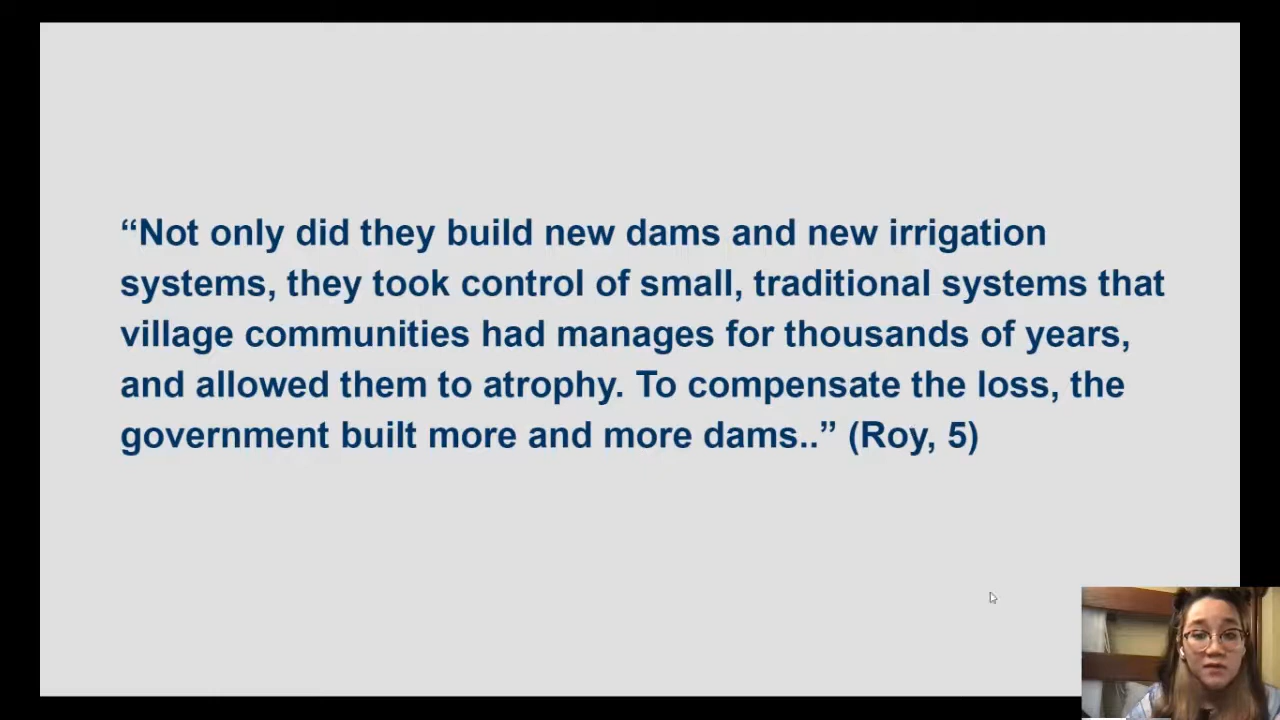 “Not only did they build new dams and new irrigation
systems, they took control of small, traditional systems that
village communities had manages for thousands of years,
and allowed them to atrophy. To compensate the loss, the
government built more and more dams..” (Roy, 5)